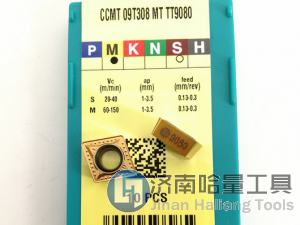 CCMT 09T308 MT TT9080
P M K N S H
Vc (m/min) ap (mm) feed (mm/rev)
S 20-40 1-3.5 0.13-0.3
M 60-150 1-3.5 0.13-0.3
9080
10 PCS
济南哈量工具
Jinan Haliang Tools